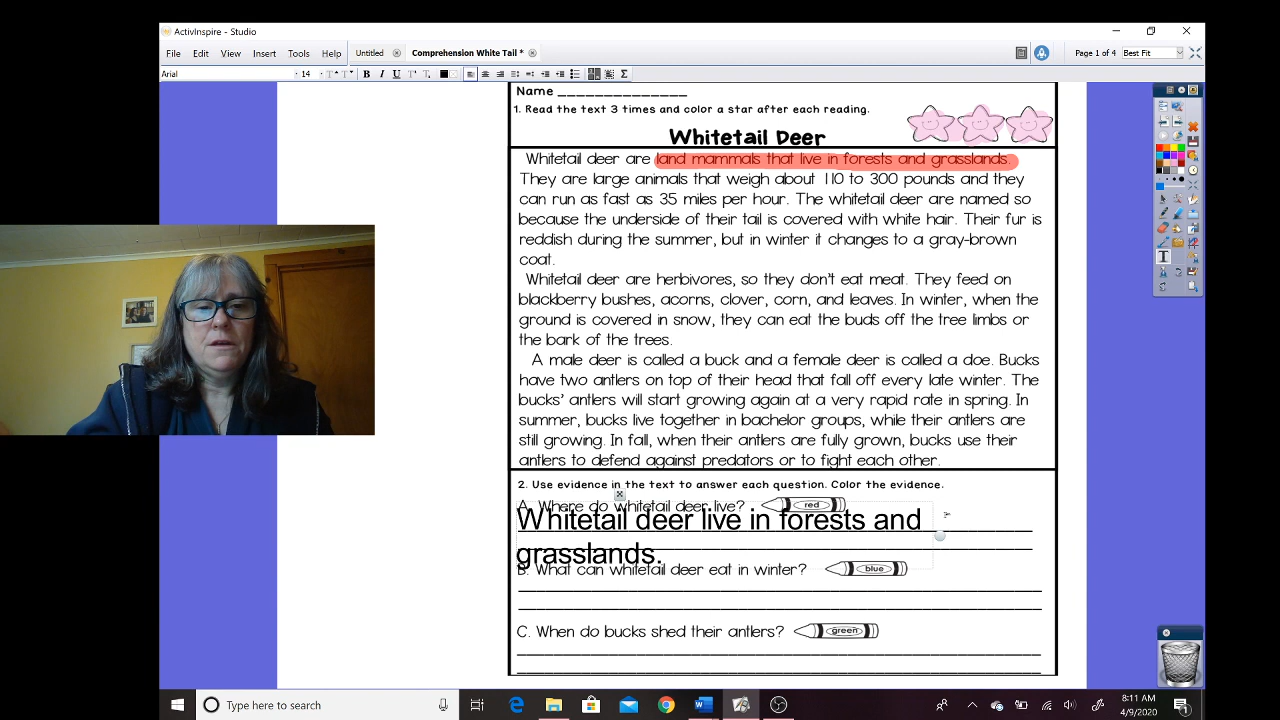 ActivInspire - Studio
File Edit View Insert Tools Help Untitled Comprehension White Tail * Page 1 of 4 Best Fit
Arial 14 B I U
Name ______________
1. Read the text 3 times and color a star after each reading.
Whitetail Deer
Whitetail deer are land mammals that live in forests and grasslands.
They are large animals that weigh about 110 to 300 pounds and they
can run as fast as 35 miles per hour. The whitetail deer are named so
because the underside of their tail is covered with white hair. Their fur is
reddish during the summer, but in winter it changes to a gray-brown
coat.
Whitetail deer are herbivores, so they don't eat meat. They feed on
blackberry bushes, acorns, clover, corn, and leaves. In winter, when the
ground is covered in snow, they can eat the buds off the tree limbs or
the bark of the trees.
A male deer is called a buck and a female deer is called a doe. Bucks
have two antlers on top of their head that fall off every late winter. The
bucks' antlers will start growing again at a very rapid rate in spring. In
summer, bucks live together in bachelor groups, while their antlers are
still growing. In fall, when their antlers are fully grown, bucks use their
antlers to defend against predators or to fight each other.
2. Use evidence in the text to answer each question. Color the evidence.
A. Where do whitetail deer live? red
Whitetail deer live in forests and
grasslands.
B. What can whitetail deer eat in winter? blue
C. When do bucks shed their antlers? green
Type here to search
8:11 AM
4/9/2020